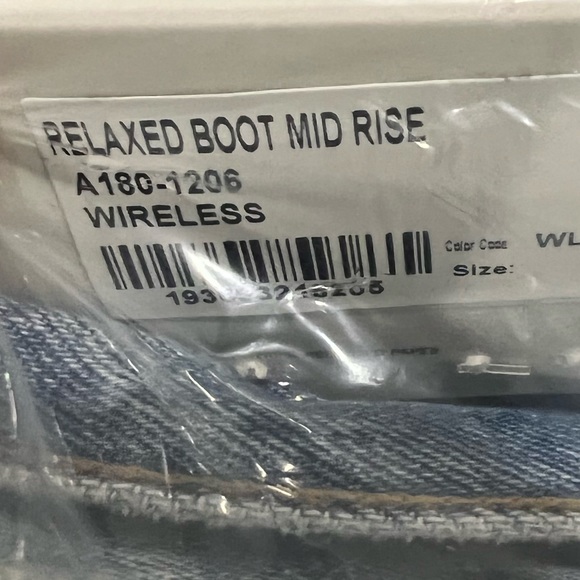 RELAXED BOOT MID RISE
A180-1206
WIRELESS
Color Code WL
Size: